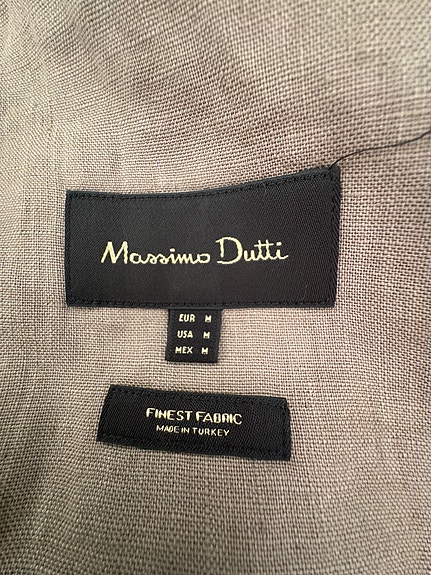 Massimo Dutti
EUR M
USA M
MEX M
FINEST FABRIC
MADE IN TURKEY